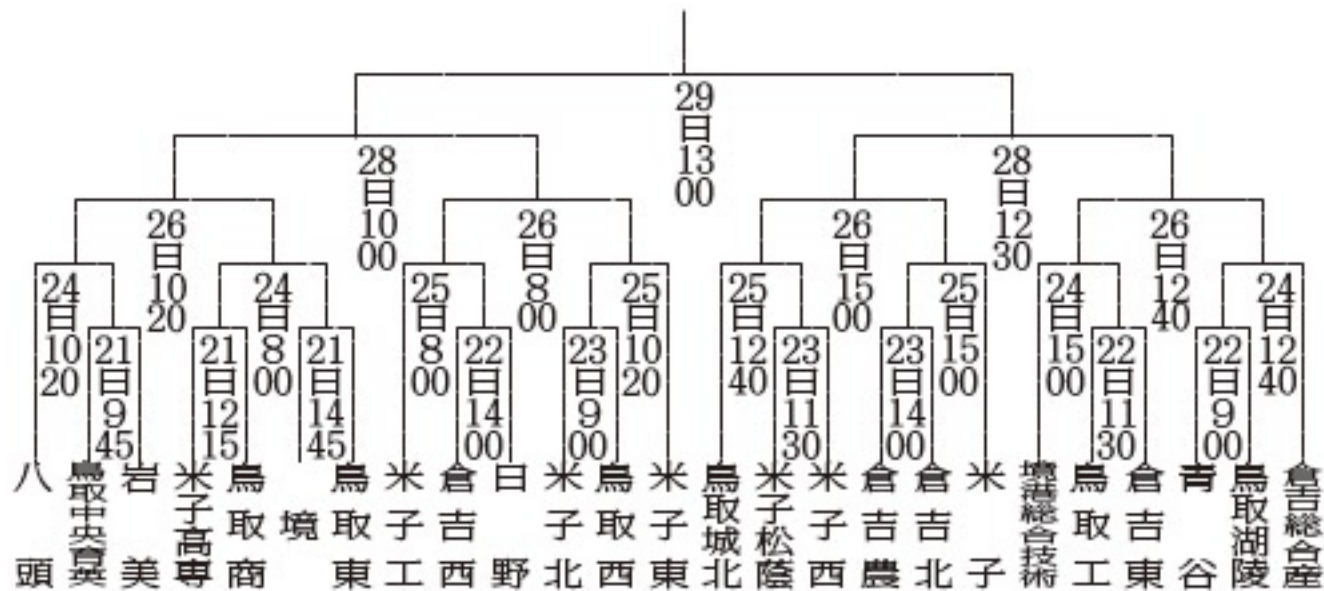 29日13 00
28日10 00
28日12 30
26日10 20
26日8 00
26日15 00
26日12 40
24日10 20
24日8 00
25日8 00
25日10 20
25日12 40
25日15 00
24日15 00
24日12 40
21日9 45
21日12 15
21日14 45
22日14 00
23日9 00
23日11 30
23日14 00
22日11 30
22日9 00
八頭
鳥取中央育英
岩美
米子高専
鳥取商
境
鳥取東
米子工
倉吉西
日野
米子北
鳥取西
米子東
鳥取城北
米子松蔭
米子西
倉吉農
倉吉北
米子
境港総合技術
鳥取工
倉吉東
青谷
鳥取湖陵
倉吉総合産